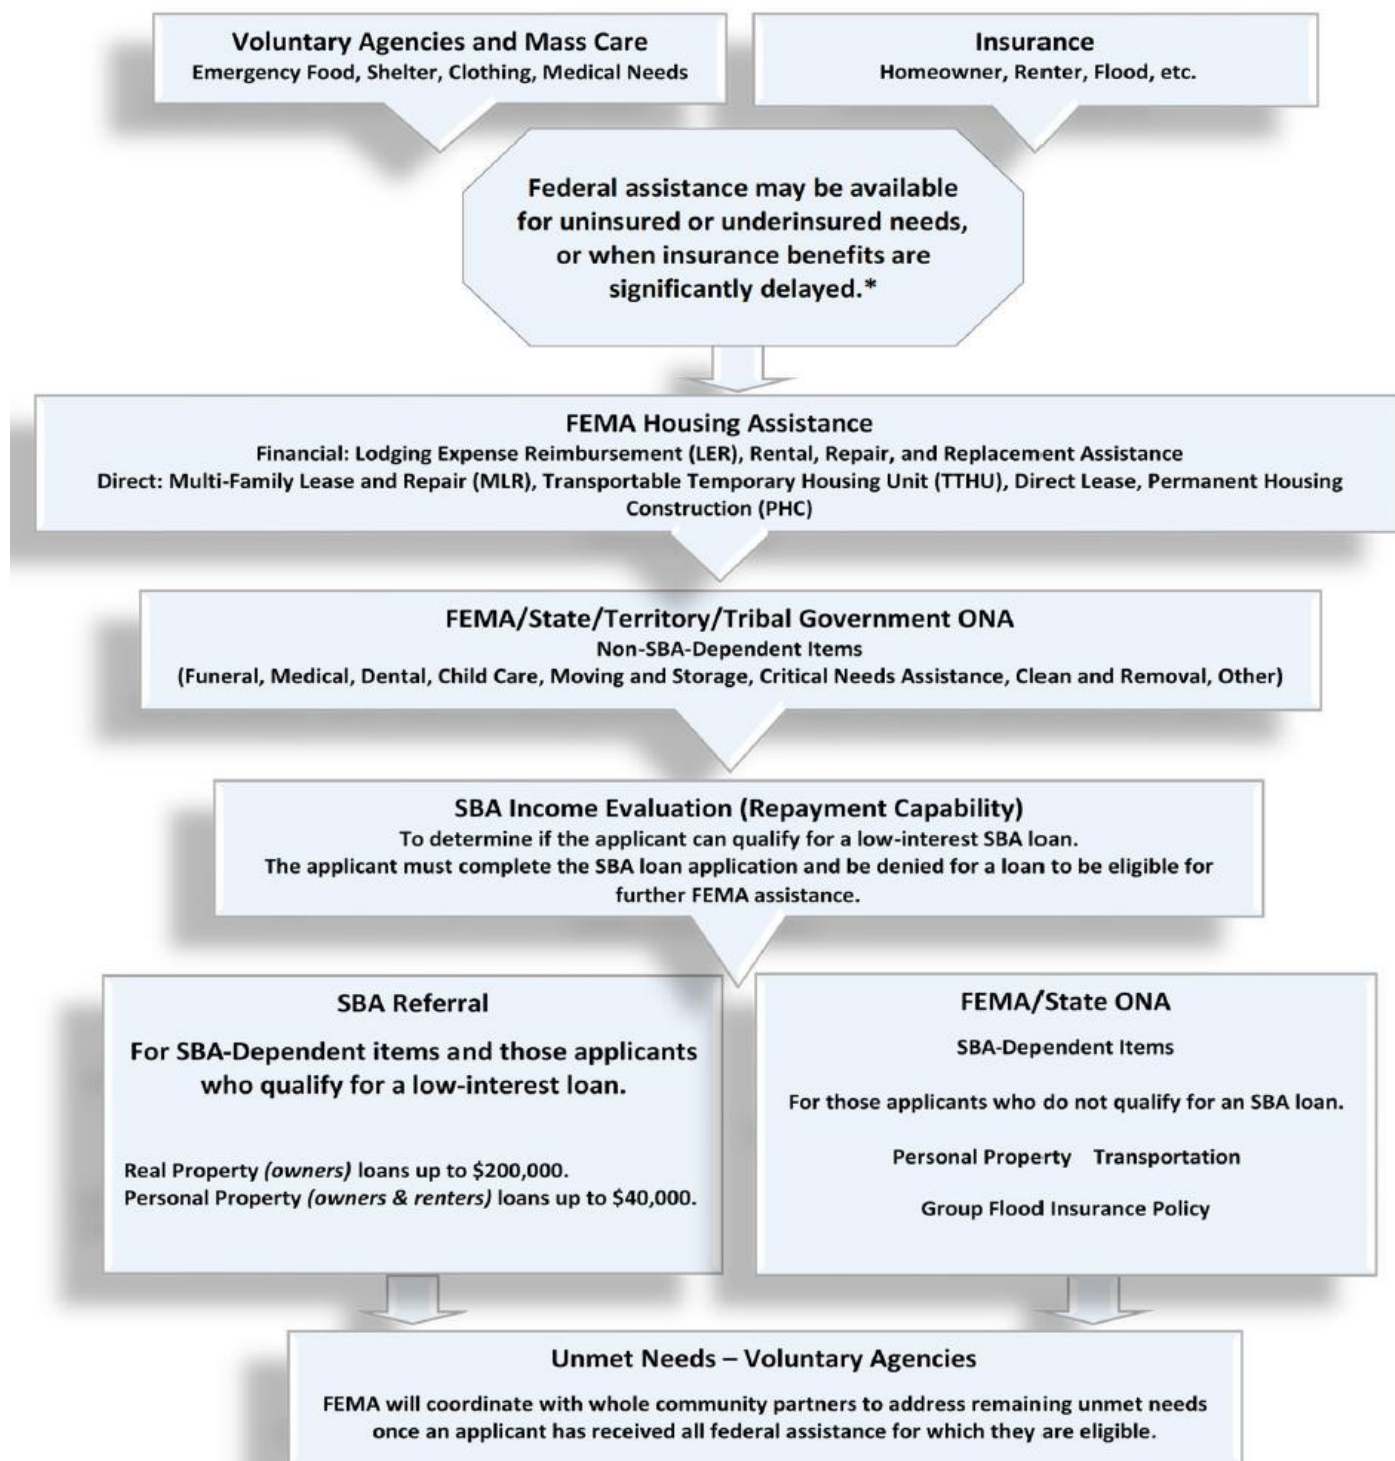 Voluntary Agencies and Mass Care
Emergency Food, Shelter, Clothing, Medical Needs
Insurance
Homeowner, Renter, Flood, etc.
Federal assistance may be available
for uninsured or underinsured needs,
or when insurance benefits are
significantly delayed.*
FEMA Housing Assistance
Financial: Lodging Expense Reimbursement (LER), Rental, Repair, and Replacement Assistance
Direct: Multi-Family Lease and Repair (MLR), Transportable Temporary Housing Unit (TTHU), Direct Lease, Permanent Housing
Construction (PHC)
FEMA/State/Territory/Tribal Government ONA
Non-SBA-Dependent Items
(Funeral, Medical, Dental, Child Care, Moving and Storage, Critical Needs Assistance, Clean and Removal, Other)
SBA Income Evaluation (Repayment Capability)
To determine if the applicant can qualify for a low-interest SBA loan.
The applicant must complete the SBA loan application and be denied for a loan to be eligible for
further FEMA assistance.
SBA Referral
For SBA-Dependent items and those applicants
who qualify for a low-interest loan.
Real Property (owners) loans up to $200,000.
Personal Property (owners & renters) loans up to $40,000.
FEMA/State ONA
SBA-Dependent Items
For those applicants who do not qualify for an SBA loan.
Personal Property Transportation
Group Flood Insurance Policy
Unmet Needs – Voluntary Agencies
FEMA will coordinate with whole community partners to address remaining unmet needs
once an applicant has received all federal assistance for which they are eligible.